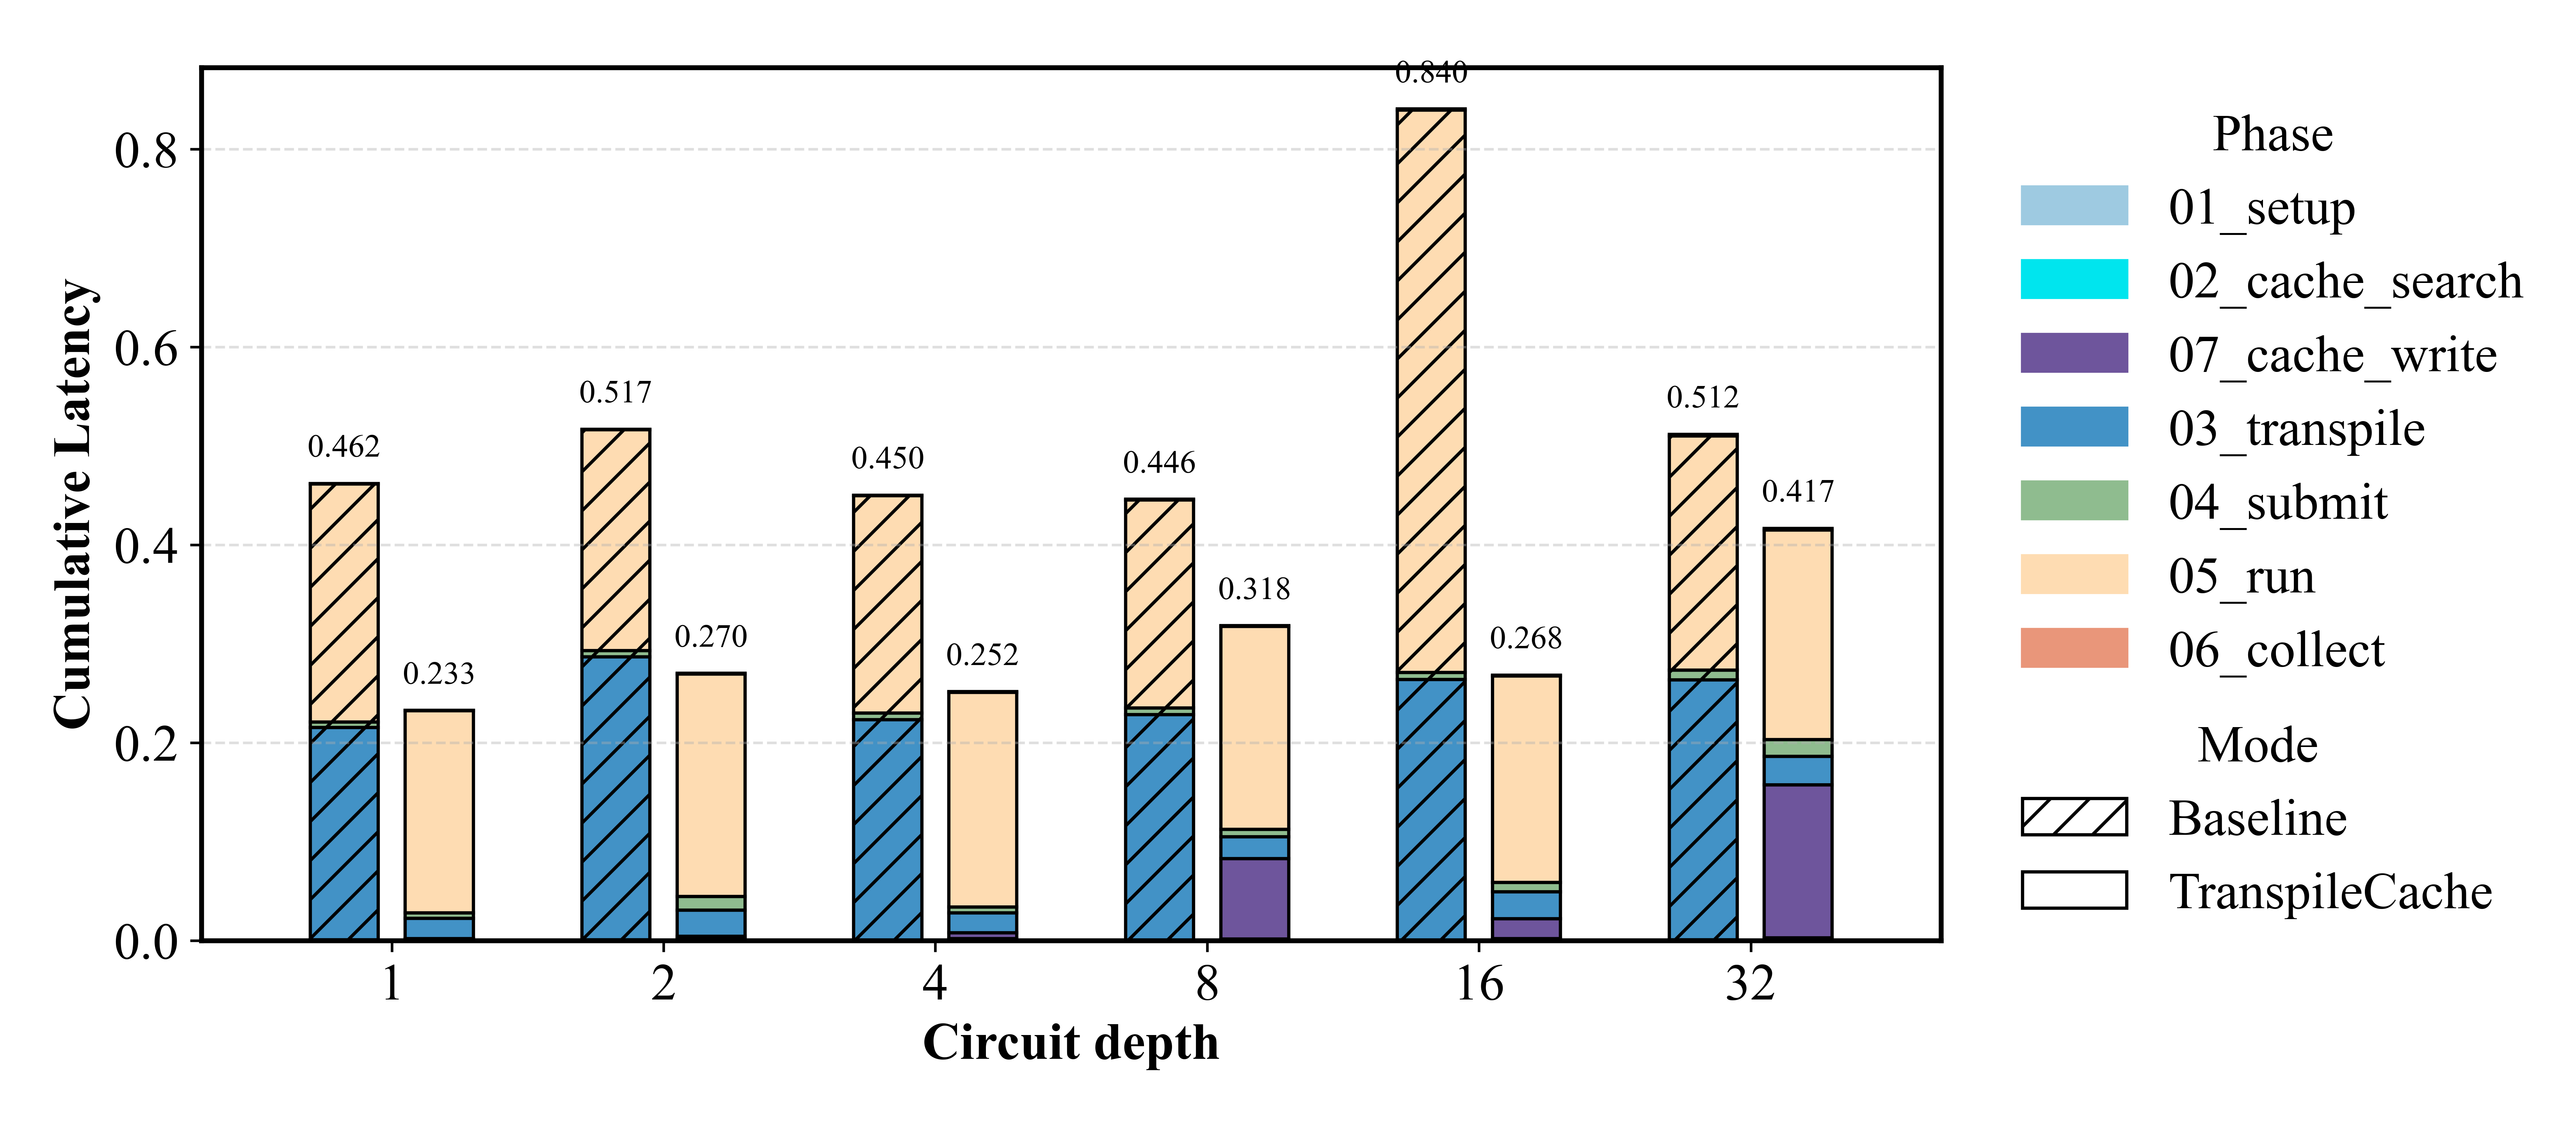 0.840
0.8
0.6
0.517
0.512
0.462
0.450
0.446
0.417
0.4
0.318
0.270
0.268
0.252
0.233
0.2
0.0
Cumulative Latency
1 2 4 8 16 32
Circuit depth
Phase
01_setup
02_cache_search
07_cache_write
03_transpile
04_submit
05_run
06_collect
Mode
Baseline
TranspileCache